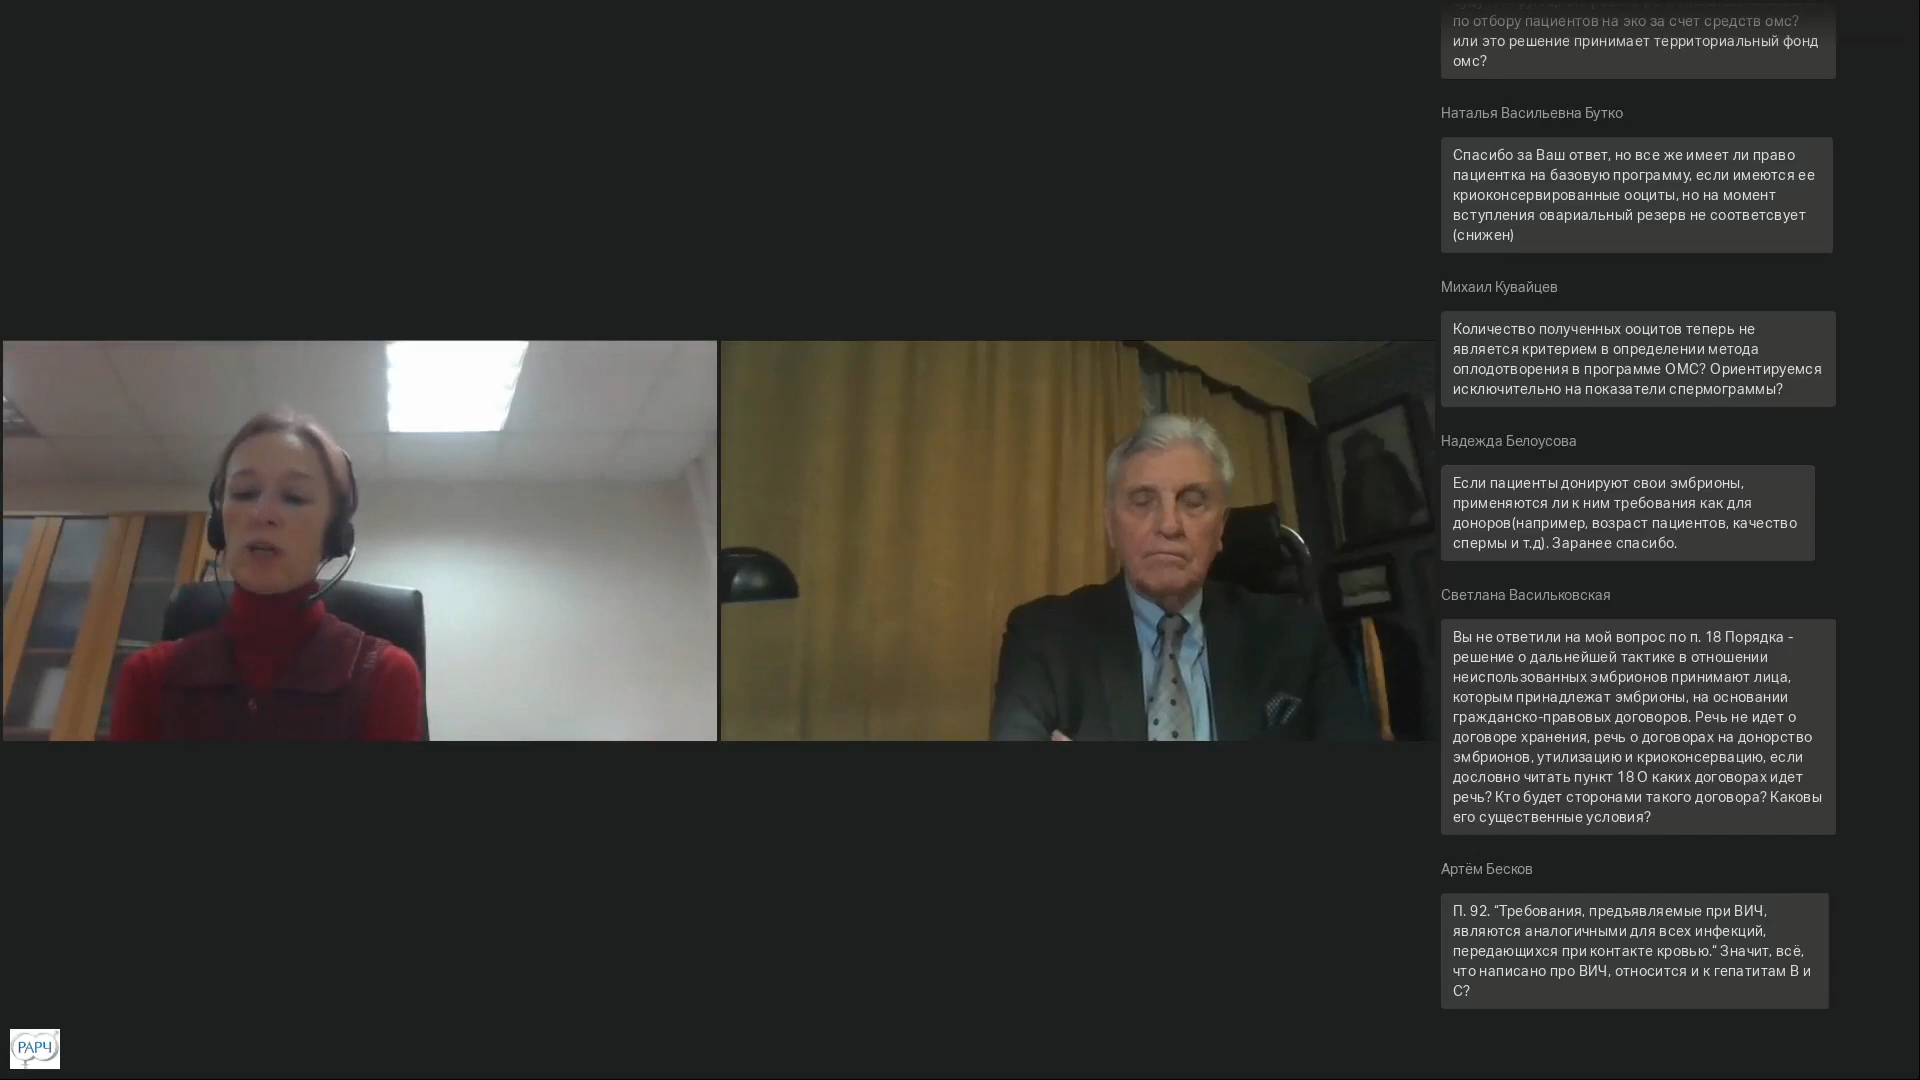 по отбору пациентов на эко за счет средств омс?
или это решение принимает территориальный фонд
омс?
Наталья Васильевна Бутко
Спасибо за Ваш ответ, но все же имеет ли право
пациентка на базовую программу, если имеются ее
криоконсервированные ооциты, но на момент
вступления овариальный резерв не соответсвует
(снижен)
Михаил Кувайцев
Количество полученных ооцитов теперь не
является критерием в определении метода
оплодотворения в программе ОМС? Ориентируемся
исключительно на показатели спермограммы?
Надежда Белоусова
Если пациенты донируют свои эмбрионы,
применяются ли к ним требования как для
доноров(например, возраст пациентов, качество
спермы и т.д). Заранее спасибо.
Светлана Васильковская
Вы не ответили на мой вопрос по п. 18 Порядка -
решение о дальнейшей тактике в отношении
неиспользованных эмбрионов принимают лица,
которым принадлежат эмбрионы, на основании
гражданско-правовых договоров. Речь не идет о
договоре хранения, речь о договорах на донорство
эмбрионов, утилизацию и криоконсервацию, если
дословно читать пункт 18 О каких договорах идет
речь? Кто будет сторонами такого договора? Каковы
его существенные условия?
Артём Бесков
П. 92. “Требования, предъявляемые при ВИЧ,
являются аналогичными для всех инфекций,
передающихся при контакте кровью.“ Значит, всё,
что написано про ВИЧ, относится и к гепатитам В и
С?
РАРЧ